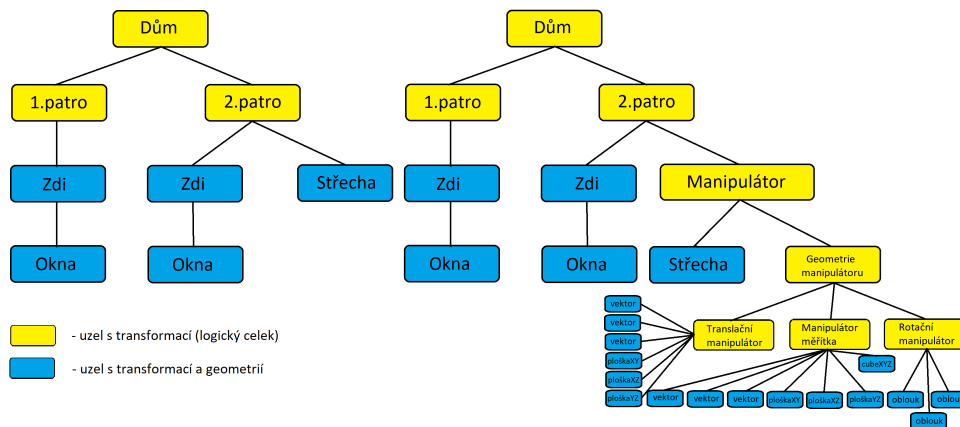 Dům
1.patro
2.patro
Zdi
Zdi
Střecha
Okna
Okna
- uzel s transformací (logický celek)
- uzel s transformací a geometrií
Dům
1.patro
2.patro
Zdi
Zdi
Manipulátor
Okna
Okna
Střecha
Geometrie
manipulátoru
vektor
vektor
vektor
ploškaXY
ploškaXZ
ploškaYZ
Translační
manipulátor
Manipulátor
měřítka
Rotační
manipulátor
cubeXYZ
vektor
vektor
vektor
ploškaXY
ploškaXZ
ploškaYZ
oblouk
oblouk
oblouk